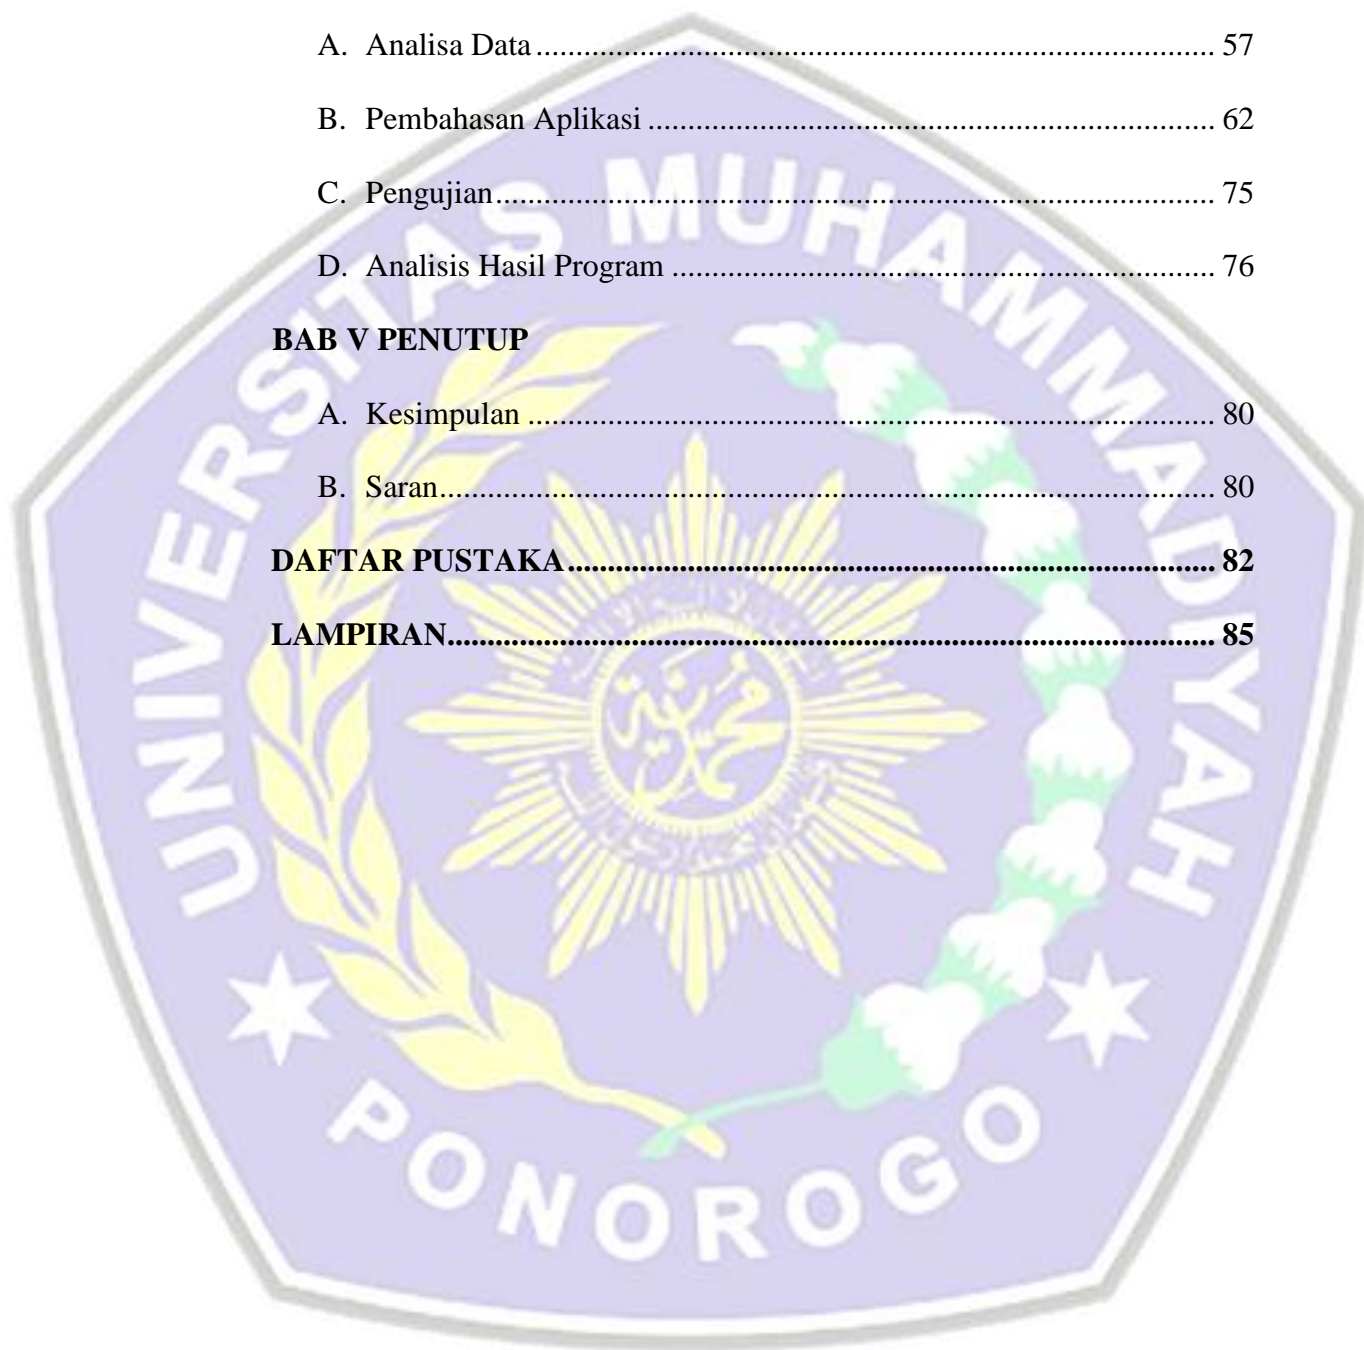 A. Analisa Data ........................................................................................ 57
B. Pembahasan Aplikasi .......................................................................... 62
C. Pengujian.............................................................................................. 75
D. Analisis Hasil Program ....................................................................... 76
BAB V PENUTUP
A. Kesimpulan ......................................................................................... 80
B. Saran..................................................................................................... 80
DAFTAR PUSTAKA.................................................................................... 82
LAMPIRAN.................................................................................................... 85
UNIVERSITAS MUHAMMADIYAH
محمدية
PONOROGO